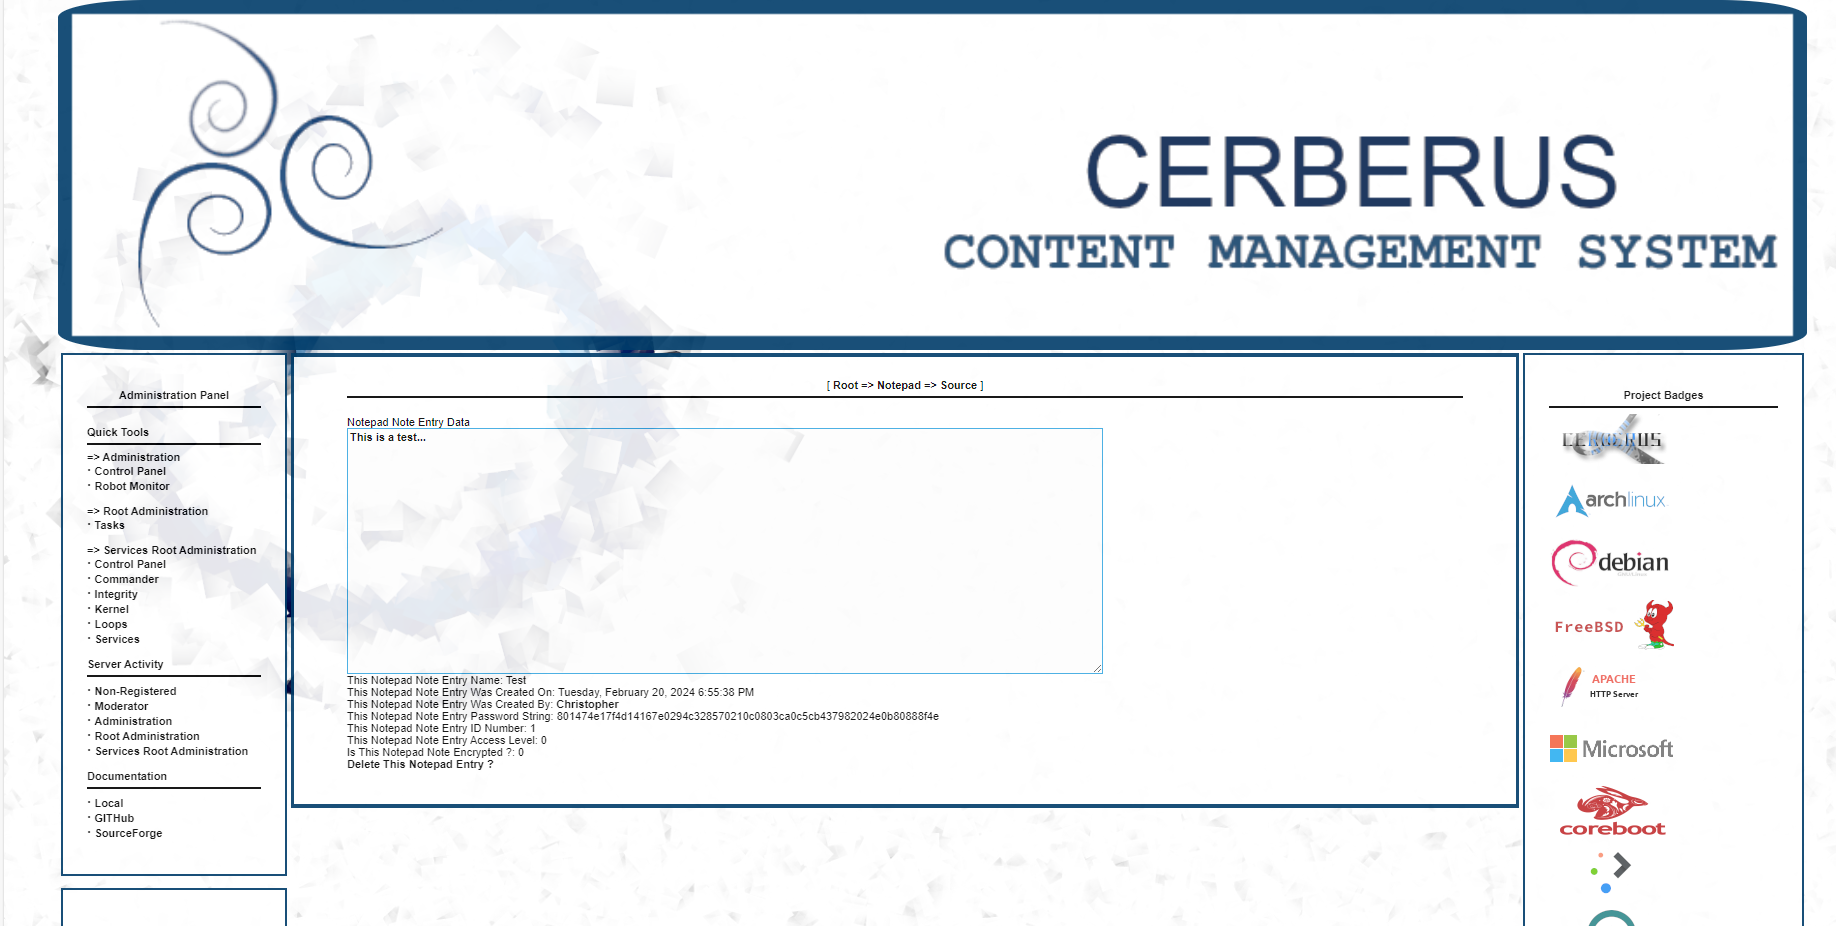 CERBERUS
CONTENT MANAGEMENT SYSTEM
Administration Panel
Quick Tools
=> Administration
· Control Panel
· Robot Monitor
=> Root Administration
· Tasks
=> Services Root Administration
· Control Panel
· Commander
· Integrity
· Kernel
· Loops
· Services
Server Activity
· Non-Registered
· Moderator
· Administration
· Root Administration
· Services Root Administration
Documentation
· Local
· GITHub
· SourceForge
[ Root => Notepad => Source ]
Notepad Note Entry Data
This is a test...
This Notepad Note Entry Name: Test
This Notepad Note Entry Was Created On: Tuesday, February 20, 2024 6:55:38 PM
This Notepad Note Entry Was Created By: Christopher
This Notepad Note Entry Password String: 801474e17f4d14167e0294c328570210c0803ca0c5cb437982024e0b80888f4e
This Notepad Note Entry ID Number: 1
This Notepad Note Entry Access Level: 0
Is This Notepad Note Encrypted ?: 0
Delete This Notepad Entry ?
Project Badges
CERBERUS
archlinux
debian
FreeBSD
APACHE
HTTP Server
Microsoft
coreboot